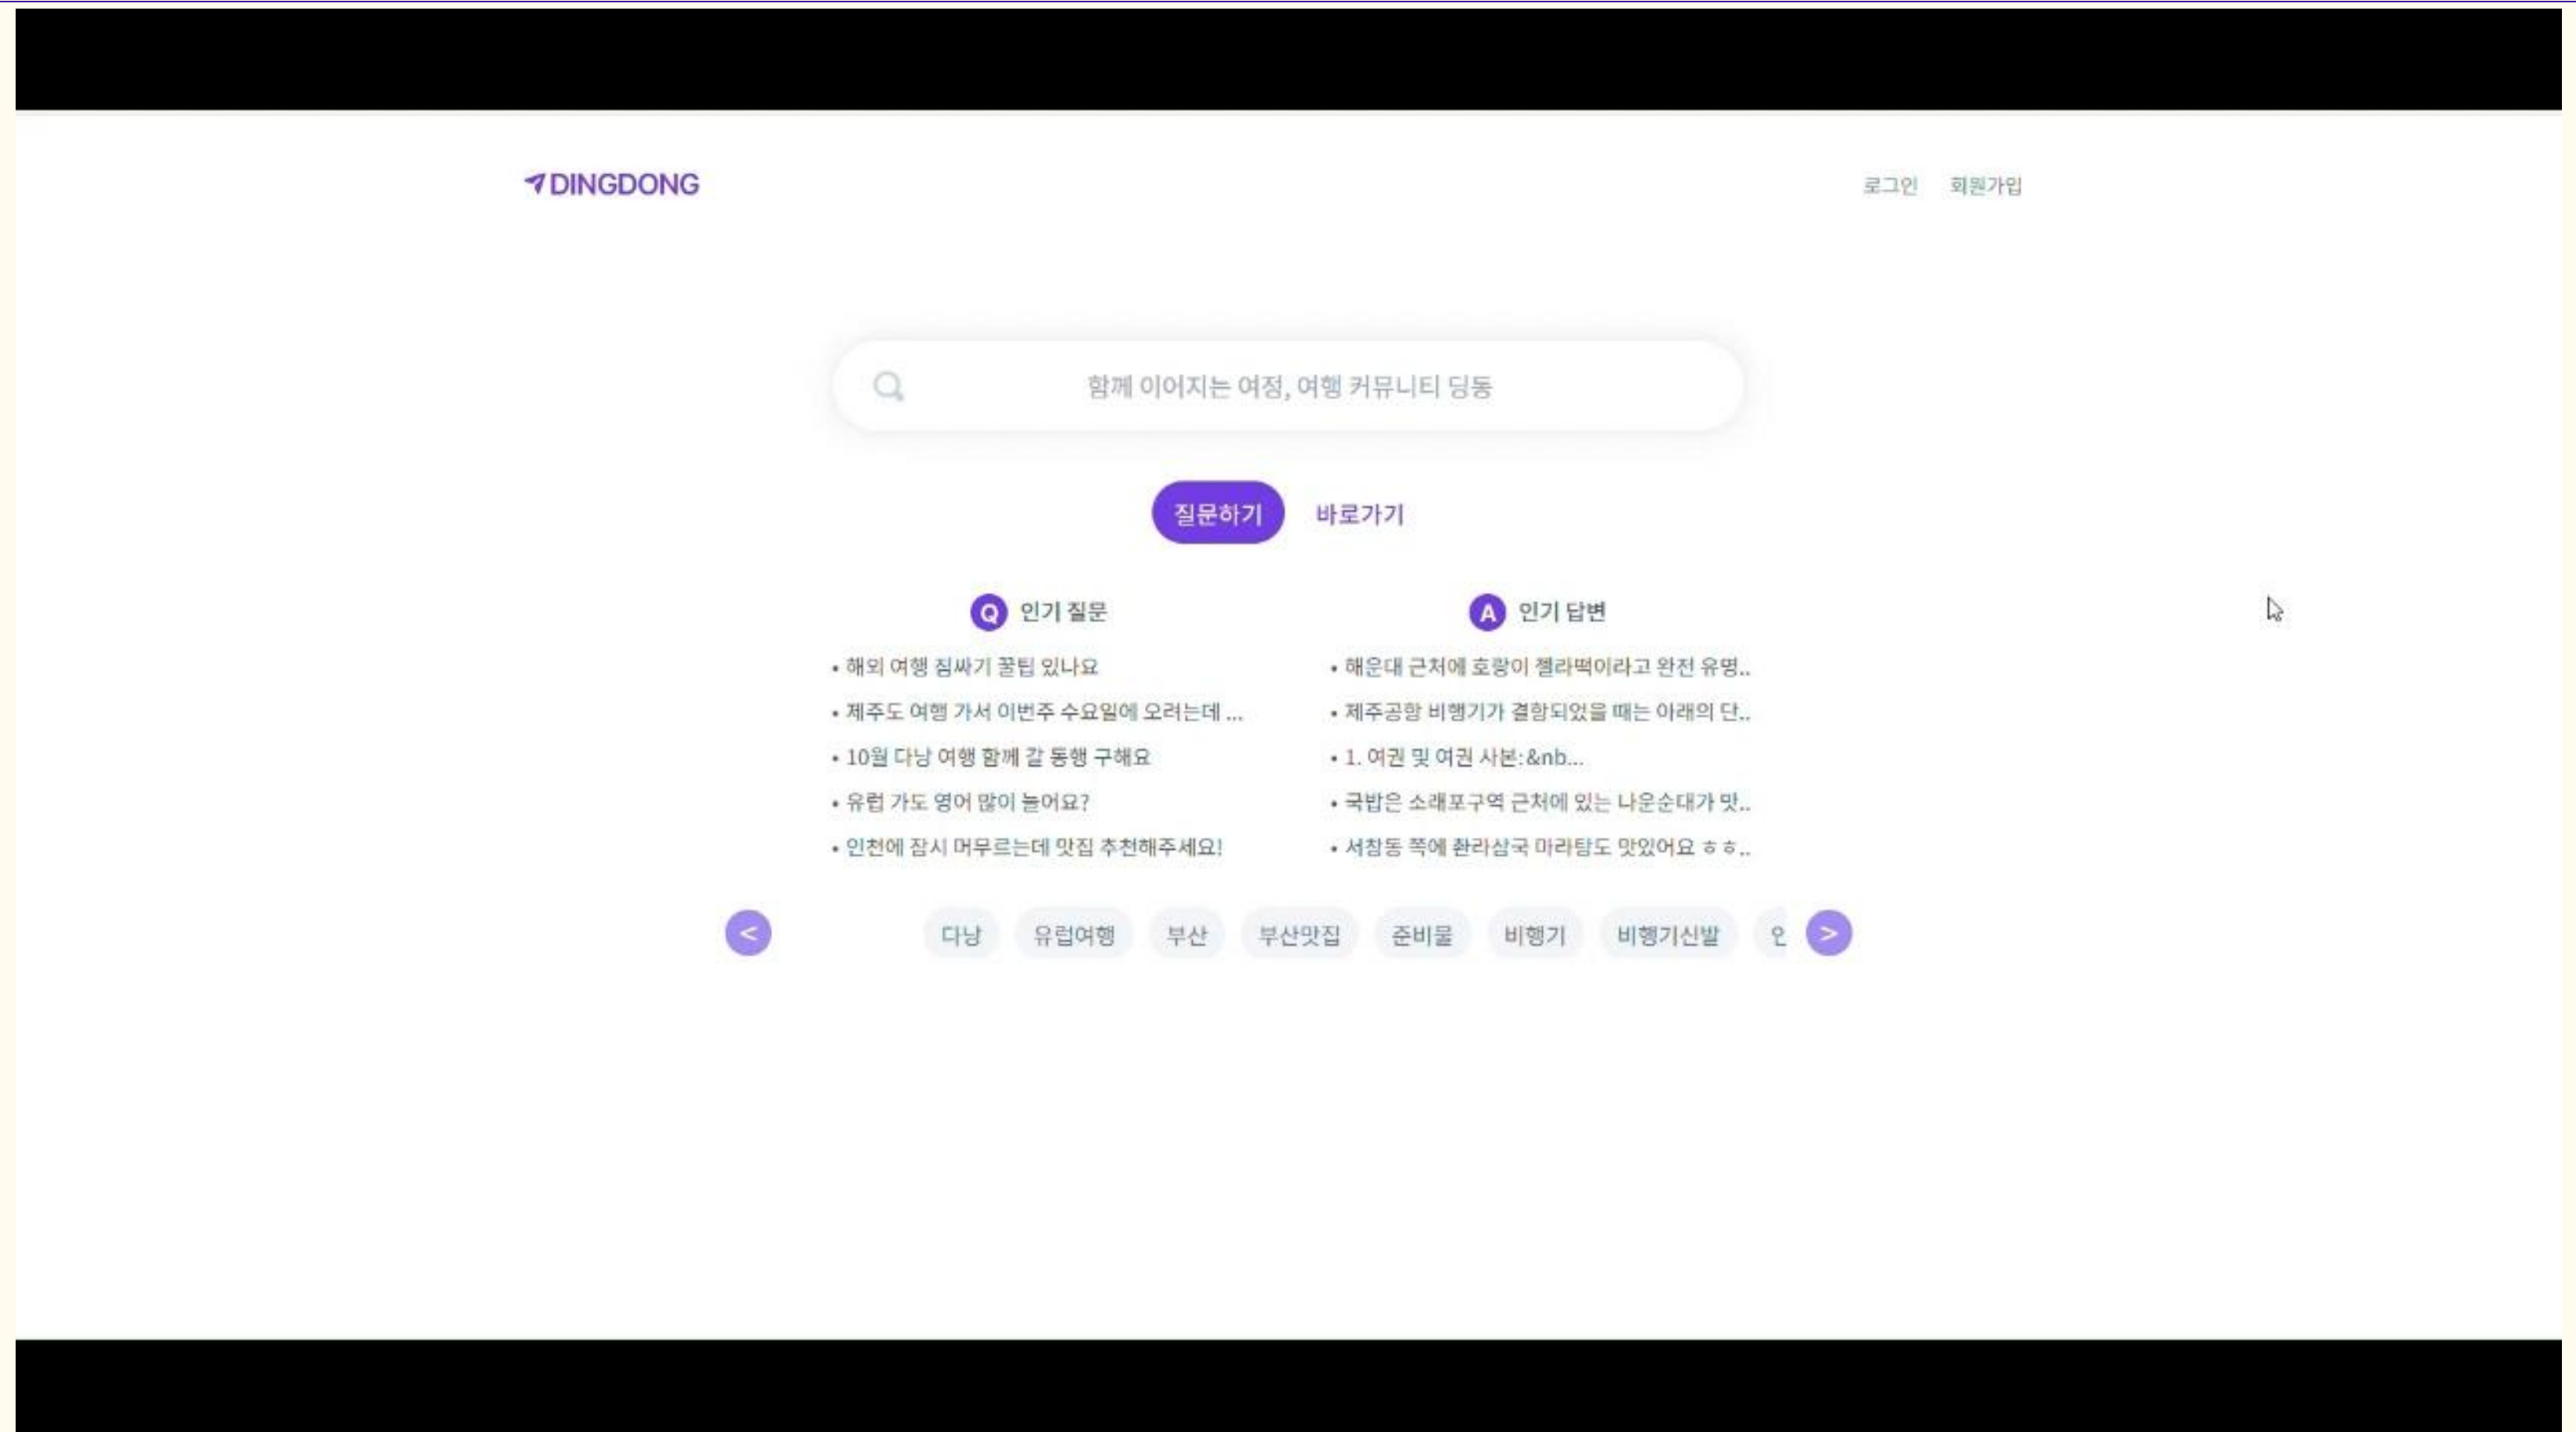 DINGDONG
로그인 회원가입
함께 이어지는 여정, 여행 커뮤니티 딩동
질문하기 바로가기
Q 인기 질문
• 해외 여행 짐싸기 꿀팁 있나요
• 제주도 여행 가서 이번주 수요일에 오려는데 ...
• 10월 다낭 여행 함께 갈 동행 구해요
• 유럽 가도 영어 많이 늘어요?
• 인천에 잠시 머무르는데 맛집 추천해주세요!
A 인기 답변
• 해운대 근처에 호랑이 젤라떡이라고 완전 유명..
• 제주공항 비행기가 결항되었을 때는 아래의 단..
• 1. 여권 및 여권 사본:&nb...
• 국밥은 소래포구역 근처에 있는 나운순대가 맛..
• 서창동 쪽에 환라삼국 마라탕도 맛있어요 ㅎㅎ..
< 다낭 유럽여행 부산 부산맛집 준비물 비행기 비행기신발 >